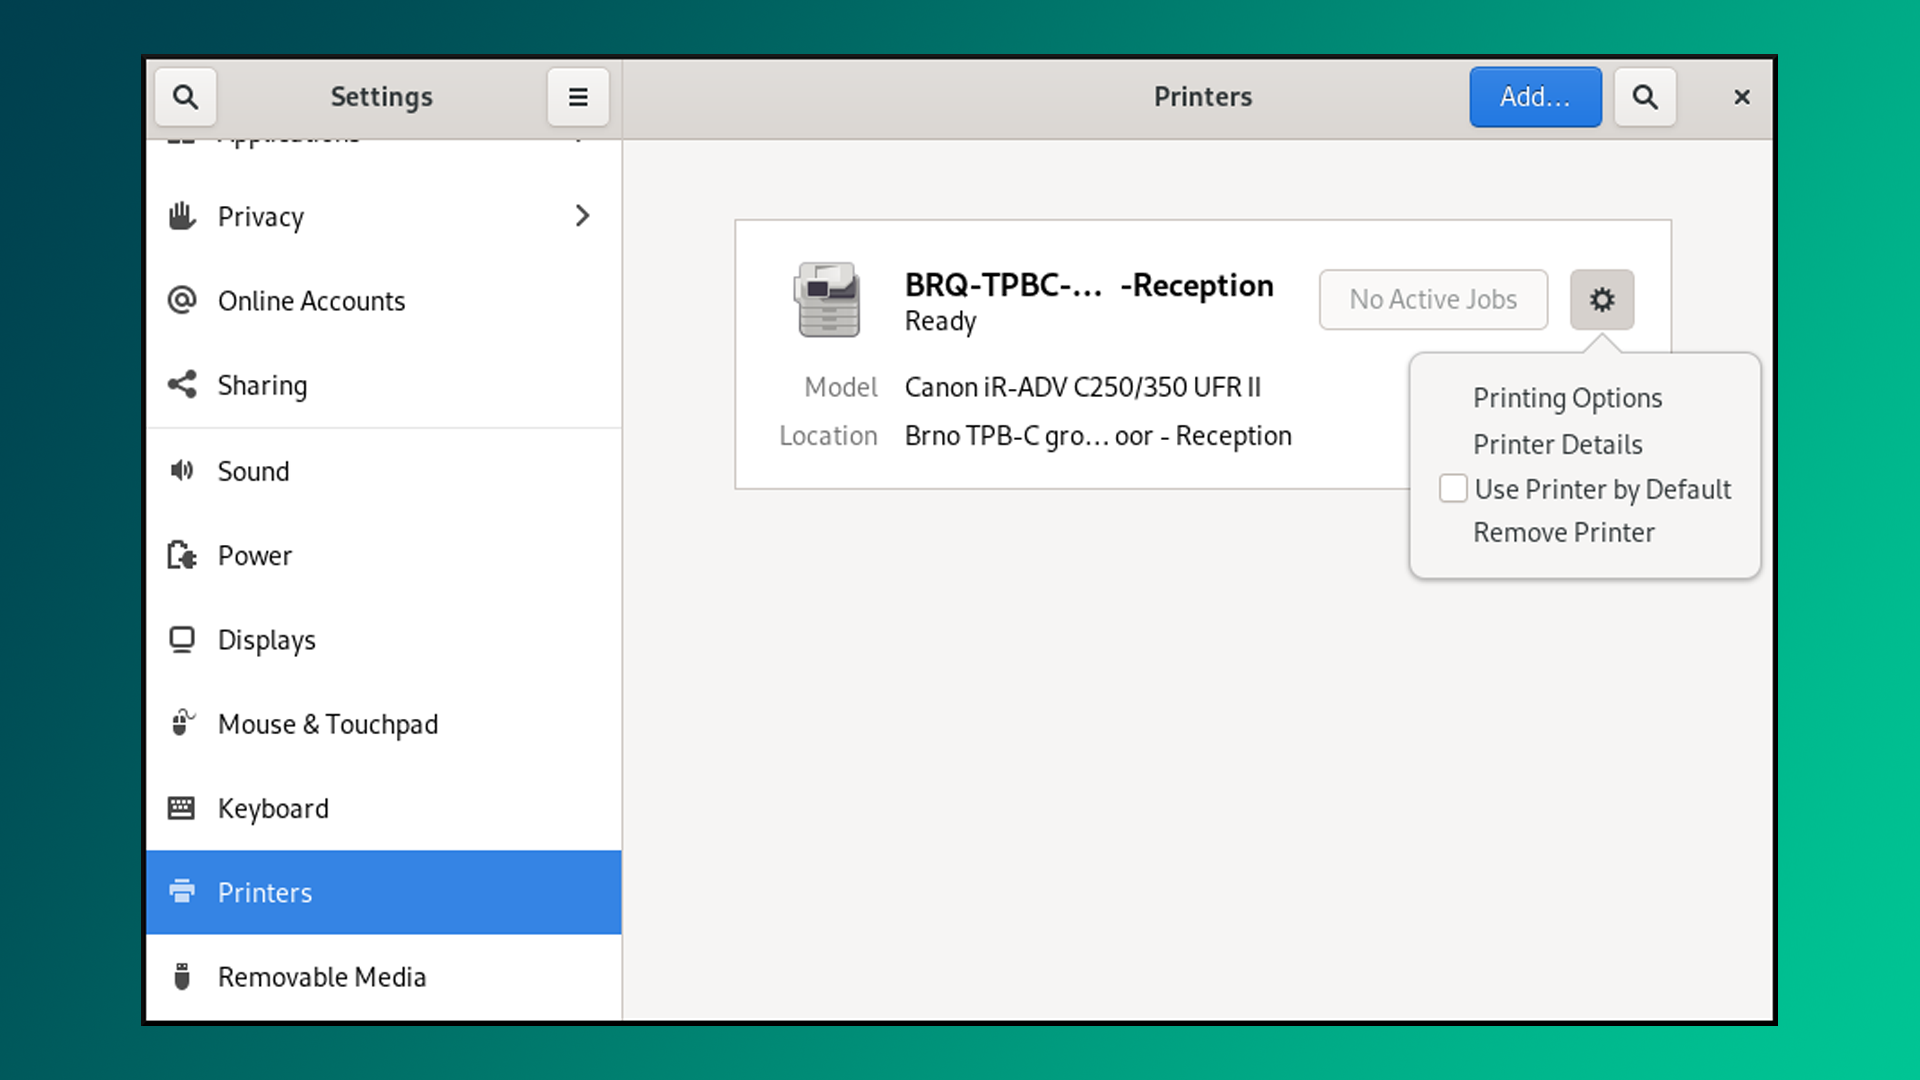 Settings
Printers
Add...
Applications
Privacy
Online Accounts
Sharing
Sound
Power
Displays
Mouse & Touchpad
Keyboard
Printers
Removable Media
BRQ-TPBC-... -Reception
Ready
No Active Jobs
Model Canon iR-ADV C250/350 UFR II
Location Brno TPB-C gro... oor - Reception
Printing Options
Printer Details
Use Printer by Default
Remove Printer